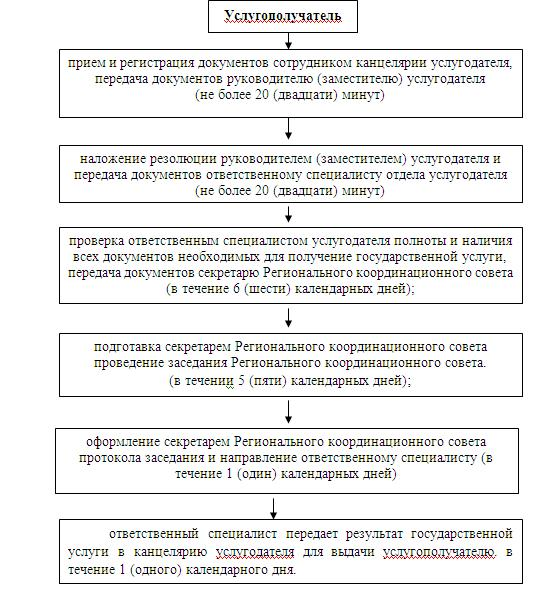 Услугополучатель
прием и регистрация документов сотрудником канцелярии услугодателя,
передача документов руководителю (заместителю) услугодателя
(не более 20 (двадцати) минут)
наложение резолюции руководителем (заместителем) услугодателя и
передача документов ответственному специалисту отдела услугодателя
(не более 20 (двадцати) минут)
проверка ответственным специалистом услугодателя полноты и наличия
всех документов необходимых для получение государственной услуги,
передача документов секретарю Регионального координационного совета
(в течение 6 (шести) календарных дней);
подготовка секретарем Регионального координационного совета
проведение заседания Регионального координационного совета.
(в течении 5 (пяти) календарных дней);
оформление секретарем Регионального координационного совета
протокола заседания и направление ответственному специалисту (в
течение 1 (один) календарных дней)
ответственный специалист передает результат государственной
услуги в канцелярию услугодателя для выдачи услугополучателю. в
течение 1 (одного) календарного дня.